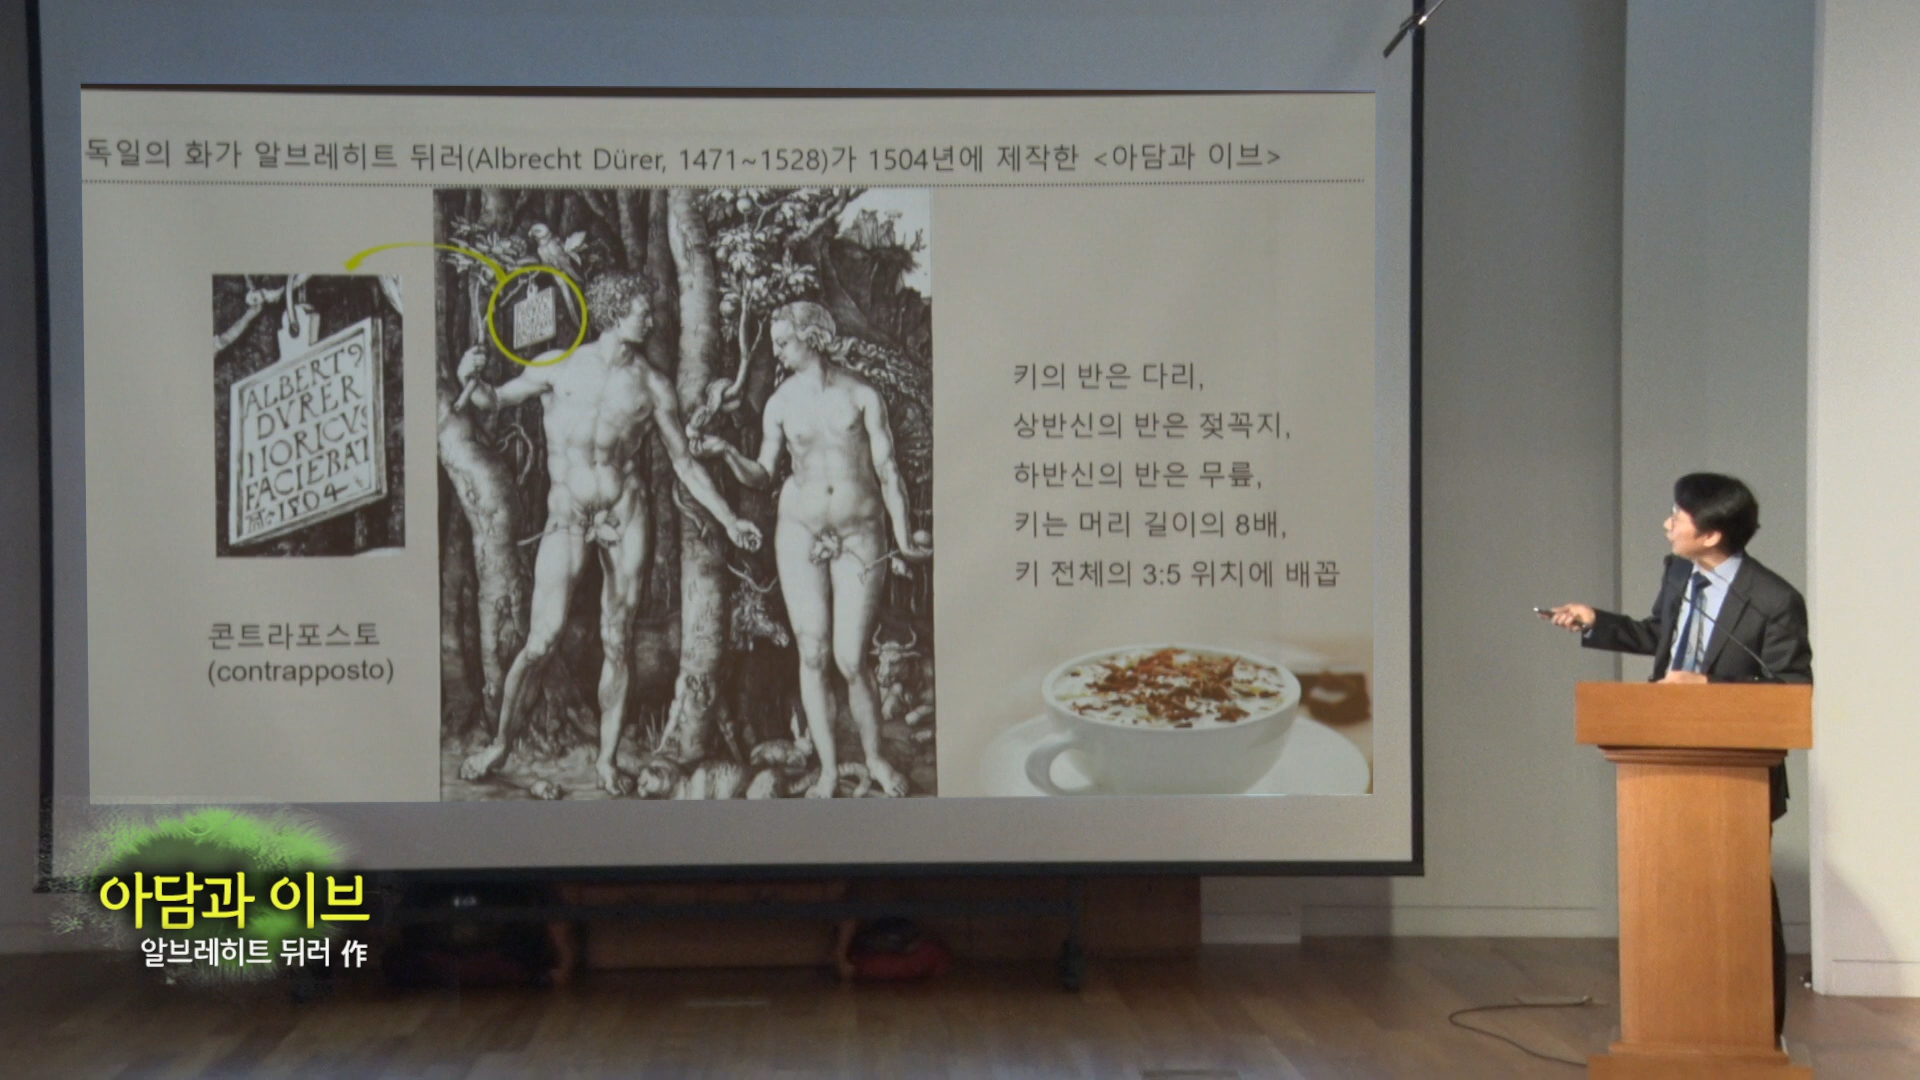 독일의 화가 알브레히트 뒤러(Albrecht Dürer, 1471~1528)가 1504년에 제작한 <아담과 이브>
ALBERT9
DVRER
NORICVS
FACIEBAT
1504
콘트라포스토
(contrapposto)
키의 반은 다리,
상반신의 반은 젖꼭지,
하반신의 반은 무릎,
키는 머리 길이의 8배,
키 전체의 3:5 위치에 배꼽
아담과 이브
알브레히트 뒤러 作